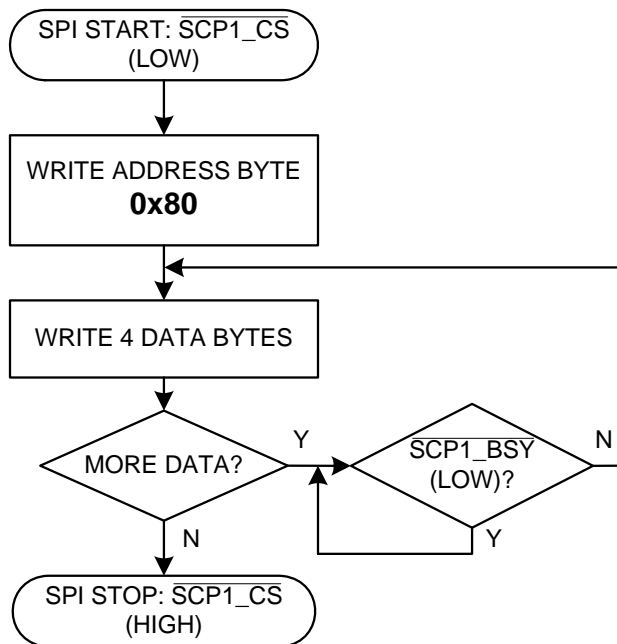 SPI START: SCP1_CS
(LOW)
WRITE ADDRESS BYTE
0x80
WRITE 4 DATA BYTES
MORE DATA?
Y
SCP1_BSY
(LOW)?
N
Y
N
SPI STOP: SCP1_CS
(HIGH)